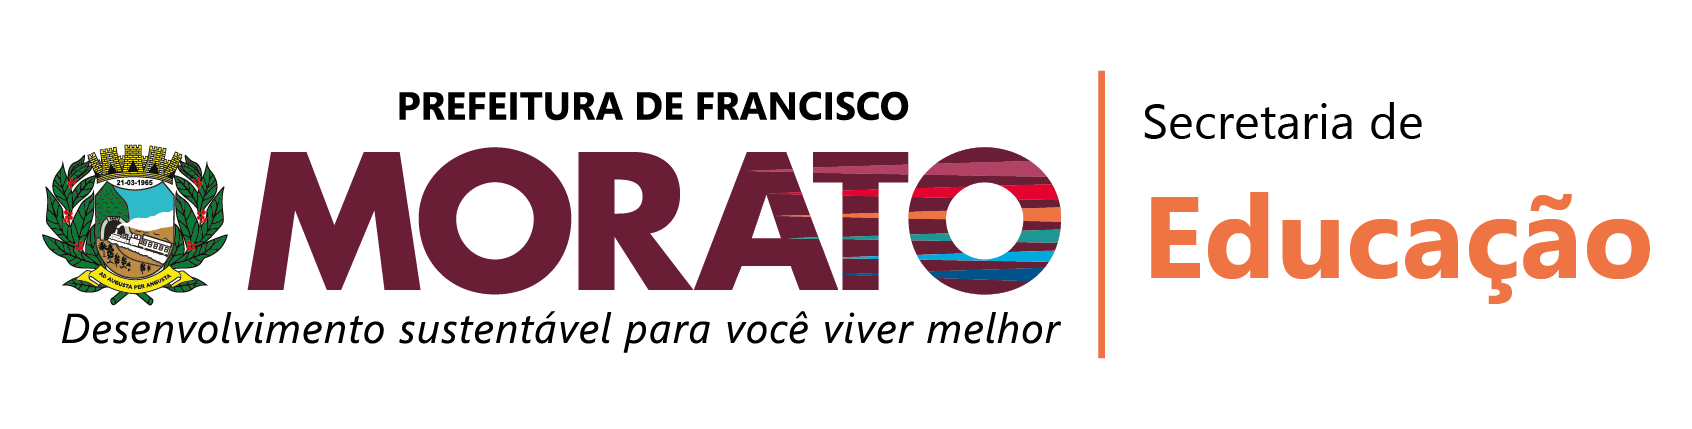 PREFEITURA DE FRANCISCO
MORATO
21-03-1965
AD AUGUSTA PER ANGUSTA
Desenvolvimento sustentável para você viver melhor
Secretaria de
Educação